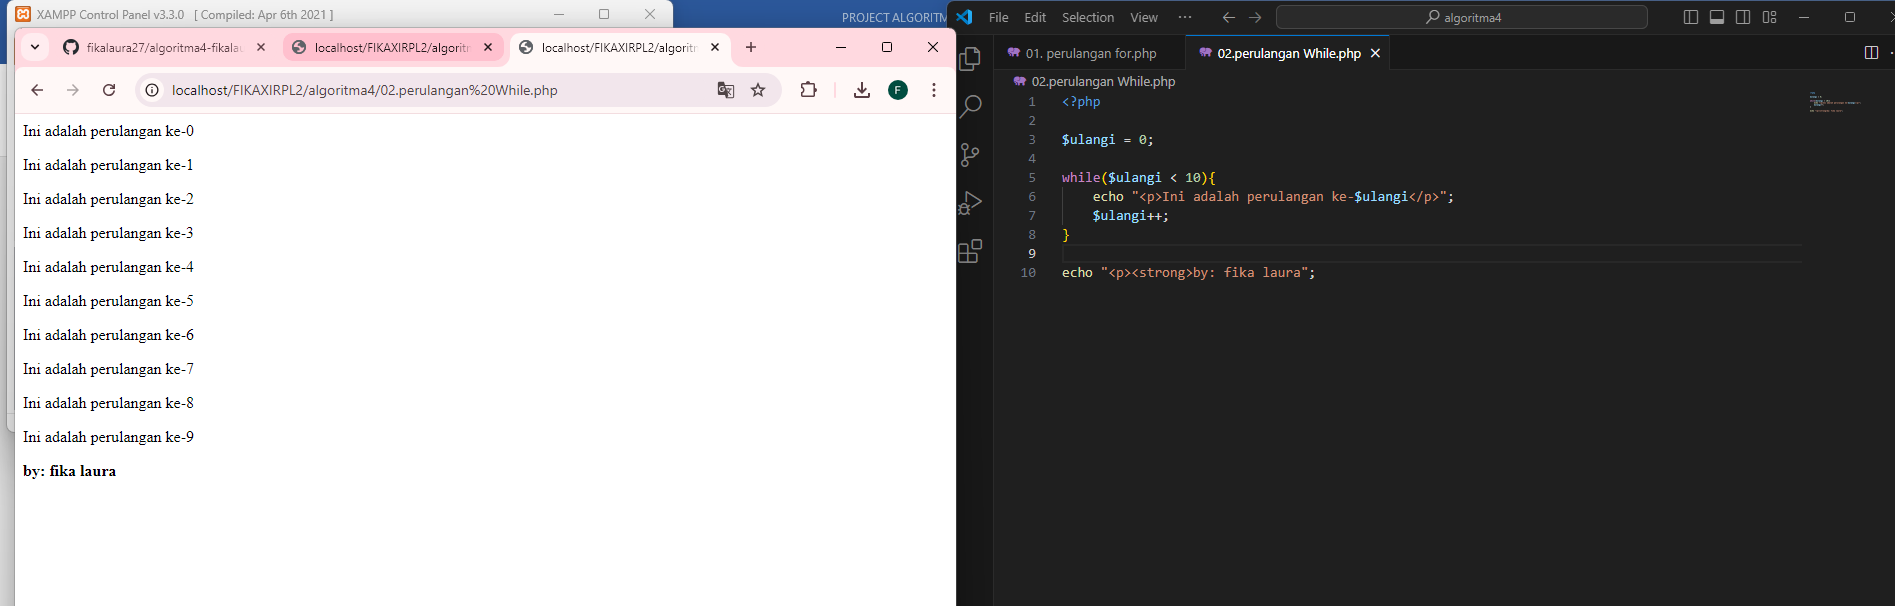 XAMPP Control Panel v3.3.0 [ Compiled: Apr 6th 2021 ]
PROJECT ALGORITM
fikalaura27/algoritma4-fikalau
localhost/FIKAXIRPL2/algoritm
localhost/FIKAXIRPL2/algoritm
localhost/FIKAXIRPL2/algoritma4/02.perulangan%20While.php
F
Ini adalah perulangan ke-0
Ini adalah perulangan ke-1
Ini adalah perulangan ke-2
Ini adalah perulangan ke-3
Ini adalah perulangan ke-4
Ini adalah perulangan ke-5
Ini adalah perulangan ke-6
Ini adalah perulangan ke-7
Ini adalah perulangan ke-8
Ini adalah perulangan ke-9
by: fika laura
File Edit Selection View ··· algoritma4
01. perulangan for.php 02.perulangan While.php
02.perulangan While.php
1 <?php
2
3 $ulangi = 0;
4
5 while($ulangi < 10){
6 echo "<p>Ini adalah perulangan ke-$ulangi</p>";
7 $ulangi++;
8 }
9
10 echo "<p><strong>by: fika laura";